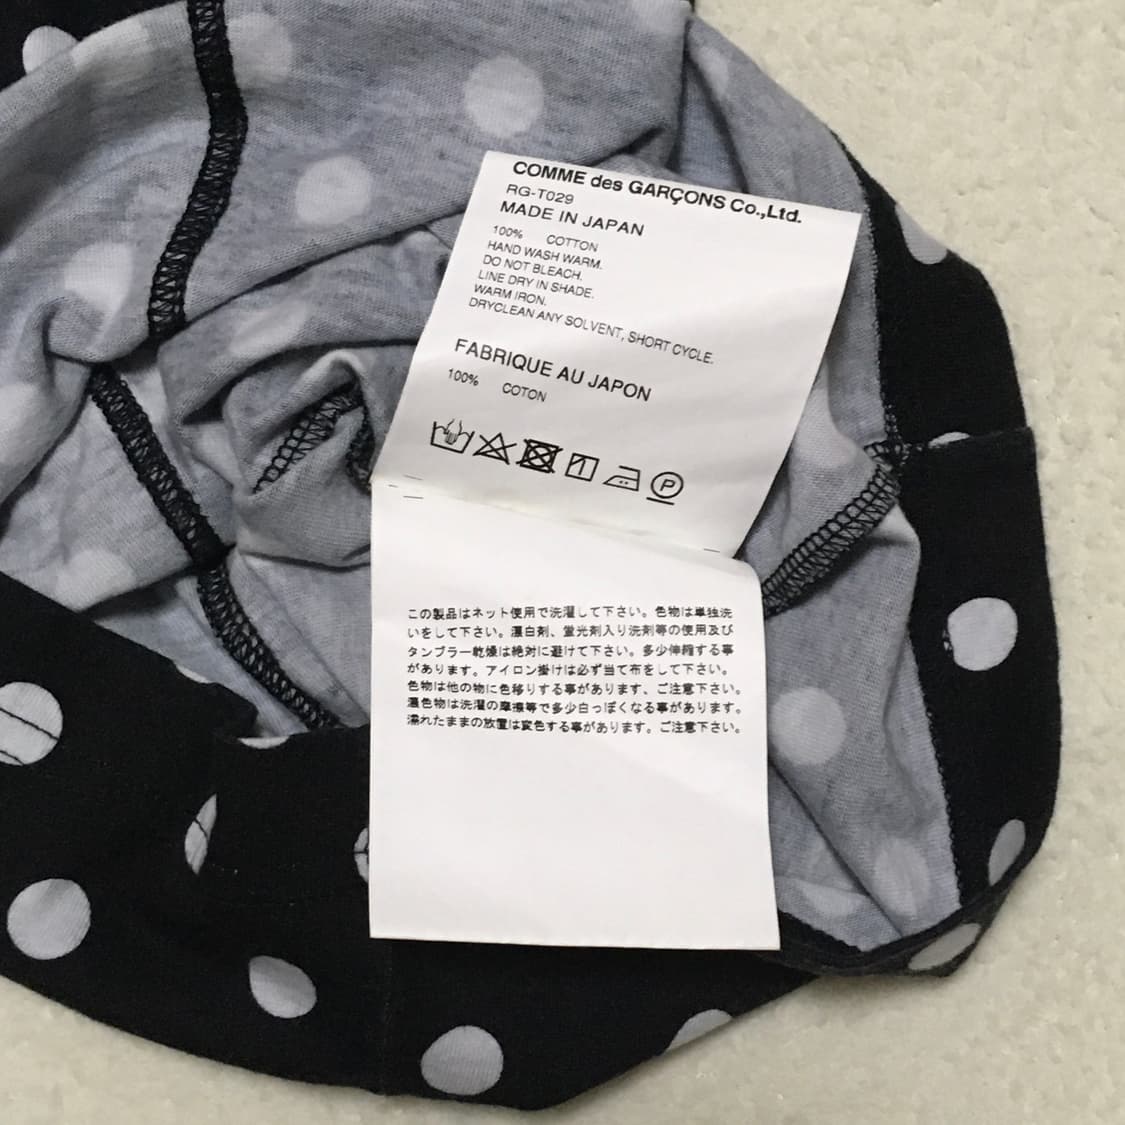 COMME des GARÇONS Co.,Ltd.
RG-T029
MADE IN JAPAN
100% COTTON
HAND WASH WARM.
DO NOT BLEACH.
LINE DRY IN SHADE.
WARM IRON.
DRYCLEAN ANY SOLVENT, SHORT CYCLE.
FABRIQUE AU JAPON
100% COTON
この製品はネット使用で洗濯して下さい。色物は単独洗
いをして下さい。漂白剤、蛍光剤入り洗剤等の使用及び
タンブラー乾燥は絶対に避けて下さい。多少伸縮する事
があります。アイロン掛けは必ず当て布をして下さい。
色物は他の物に色移りする事があります、ご注意下さい。
濃色物は洗濯の摩擦等で多少白っぽくなる事があります。
濡れたままの放置は変色する事があります。ご注意下さい。